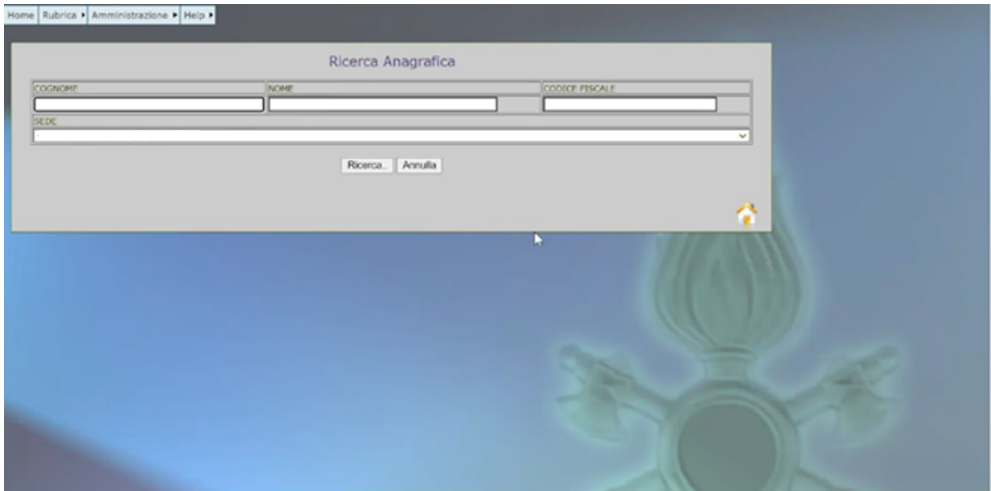 Home Rubrica Amministrazione Help
Ricerca Anagrafica
COGNOME NOME CODICE FISCALE
SEDE
Ricerca.. Annulla